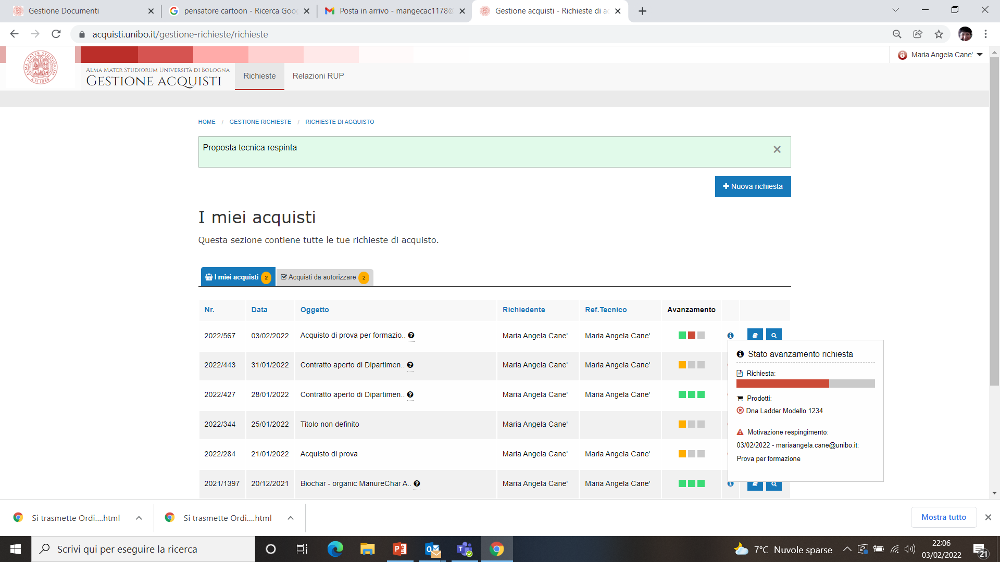 Gestione Documenti
pensatore cartoon - Ricerca Goo
Posta in arrivo - mangecac1178@
Gestione acquisti - Richieste di ac
acquisti.unibo.it/gestione-richieste/richieste
Maria Angela Cane'
ALMA MATER STUDIORUM A.D. 1088
ALMA MATER STUDIORUM UNIVERSITÀ DI BOLOGNA
GESTIONE ACQUISTI
Richieste
Relazioni RUP
HOME / GESTIONE RICHIESTE / RICHIESTE DI ACQUISTO
Proposta tecnica respinta
Nuova richiesta
I miei acquisti
Questa sezione contiene tutte le tue richieste di acquisto.
I miei acquisti 2
Acquisti da autorizzare 2
Nr. Data Oggetto Richiedente Ref.Tecnico Avanzamento
2022/567 03/02/2022 Acquisto di prova per formazio.. Maria Angela Cane' Maria Angela Cane'
2022/443 31/01/2022 Contratto aperto di Dipartimen.. Maria Angela Cane' Maria Angela Cane'
2022/427 28/01/2022 Contratto aperto di Dipartimen.. Maria Angela Cane' Maria Angela Cane'
2022/344 25/01/2022 Titolo non definito Maria Angela Cane'
2022/284 21/01/2022 Acquisto di prova Maria Angela Cane' Maria Angela Cane'
2021/1397 20/12/2021 Biochar - organic ManureChar A.. Maria Angela Cane' Maria Angela Cane'
Stato avanzamento richiesta
Richiesta:
Prodotti:
Dna Ladder Modello 1234
Motivazione respingimento:
03/02/2022 - mariaangela.cane@unibo.it:
Prova per formazione
Si trasmette Ordi....html
Si trasmette Ordi....html
Mostra tutto
Scrivi qui per eseguire la ricerca
7°C Nuvole sparse
22:06
03/02/2022
21